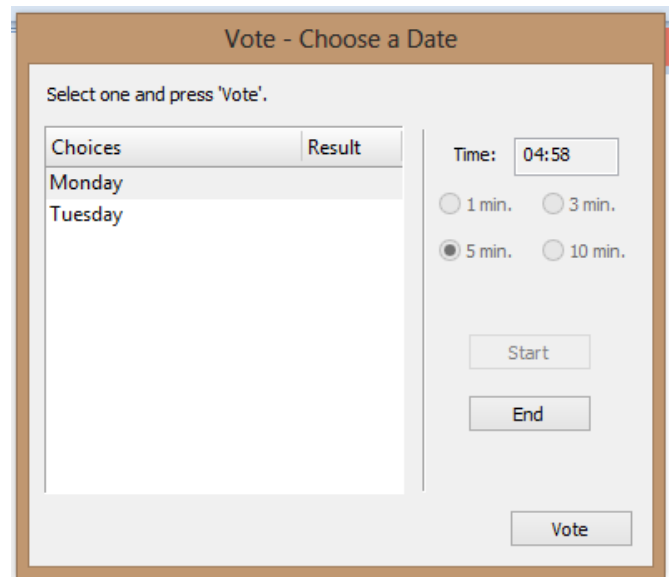 Vote - Choose a Date
Select one and press 'Vote'.
Choices Result
Monday
Tuesday
Time: 04:58
1 min. 3 min.
5 min. 10 min.
Start
End
Vote